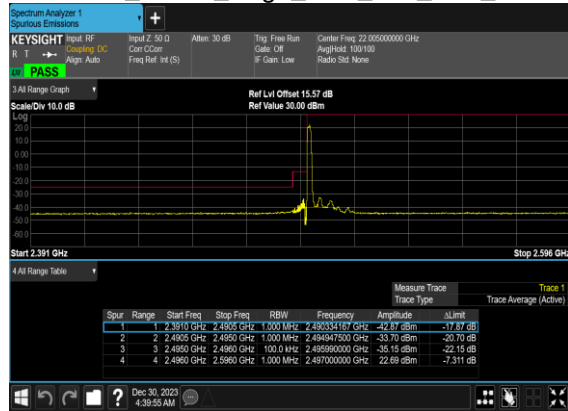 Spectrum Analyzer 1
Spurious Emissions
+
KEYSIGHT Input: RF Input Z: 50 Ω Atten: 30 dB Trig: Free Run Center Freq: 22.005000000 GHz
R T Coupling: DC Corr CCorr Gate: Off Avg|Hold: 100/100
Align: Auto Freq Ref: Int (S) IF Gain: Low Radio Std: None
PASS
3 All Range Graph
Ref Lvl Offset 15.57 dB
Scale/Div 10.0 dB Ref Value 30.00 dBm
Log
20.0
10.0
0.00
-10.0
-20.0
-30.0
-40.0
-50.0
-60.0
Start 2.391 GHz Stop 2.596 GHz
4 All Range Table
Measure Trace Trace 1
Trace Type Trace Average (Active)
Spur Range Start Freq Stop Freq RBW Frequency Amplitude ΔLimit
1 1 2.3910 GHz 2.4905 GHz 1.000 MHz 2.490334167 GHz -42.87 dBm -17.87 dB
2 2 2.4905 GHz 2.4950 GHz 1.000 MHz 2.494947500 GHz -33.70 dBm -20.70 dB
3 3 2.4950 GHz 2.4960 GHz 100.0 kHz 2.495990000 GHz -35.15 dBm -22.15 dB
4 4 2.4960 GHz 2.5960 GHz 1.000 MHz 2.497000000 GHz 22.69 dBm -7.311 dB
? Dec 30, 2023
4:39:55 AM